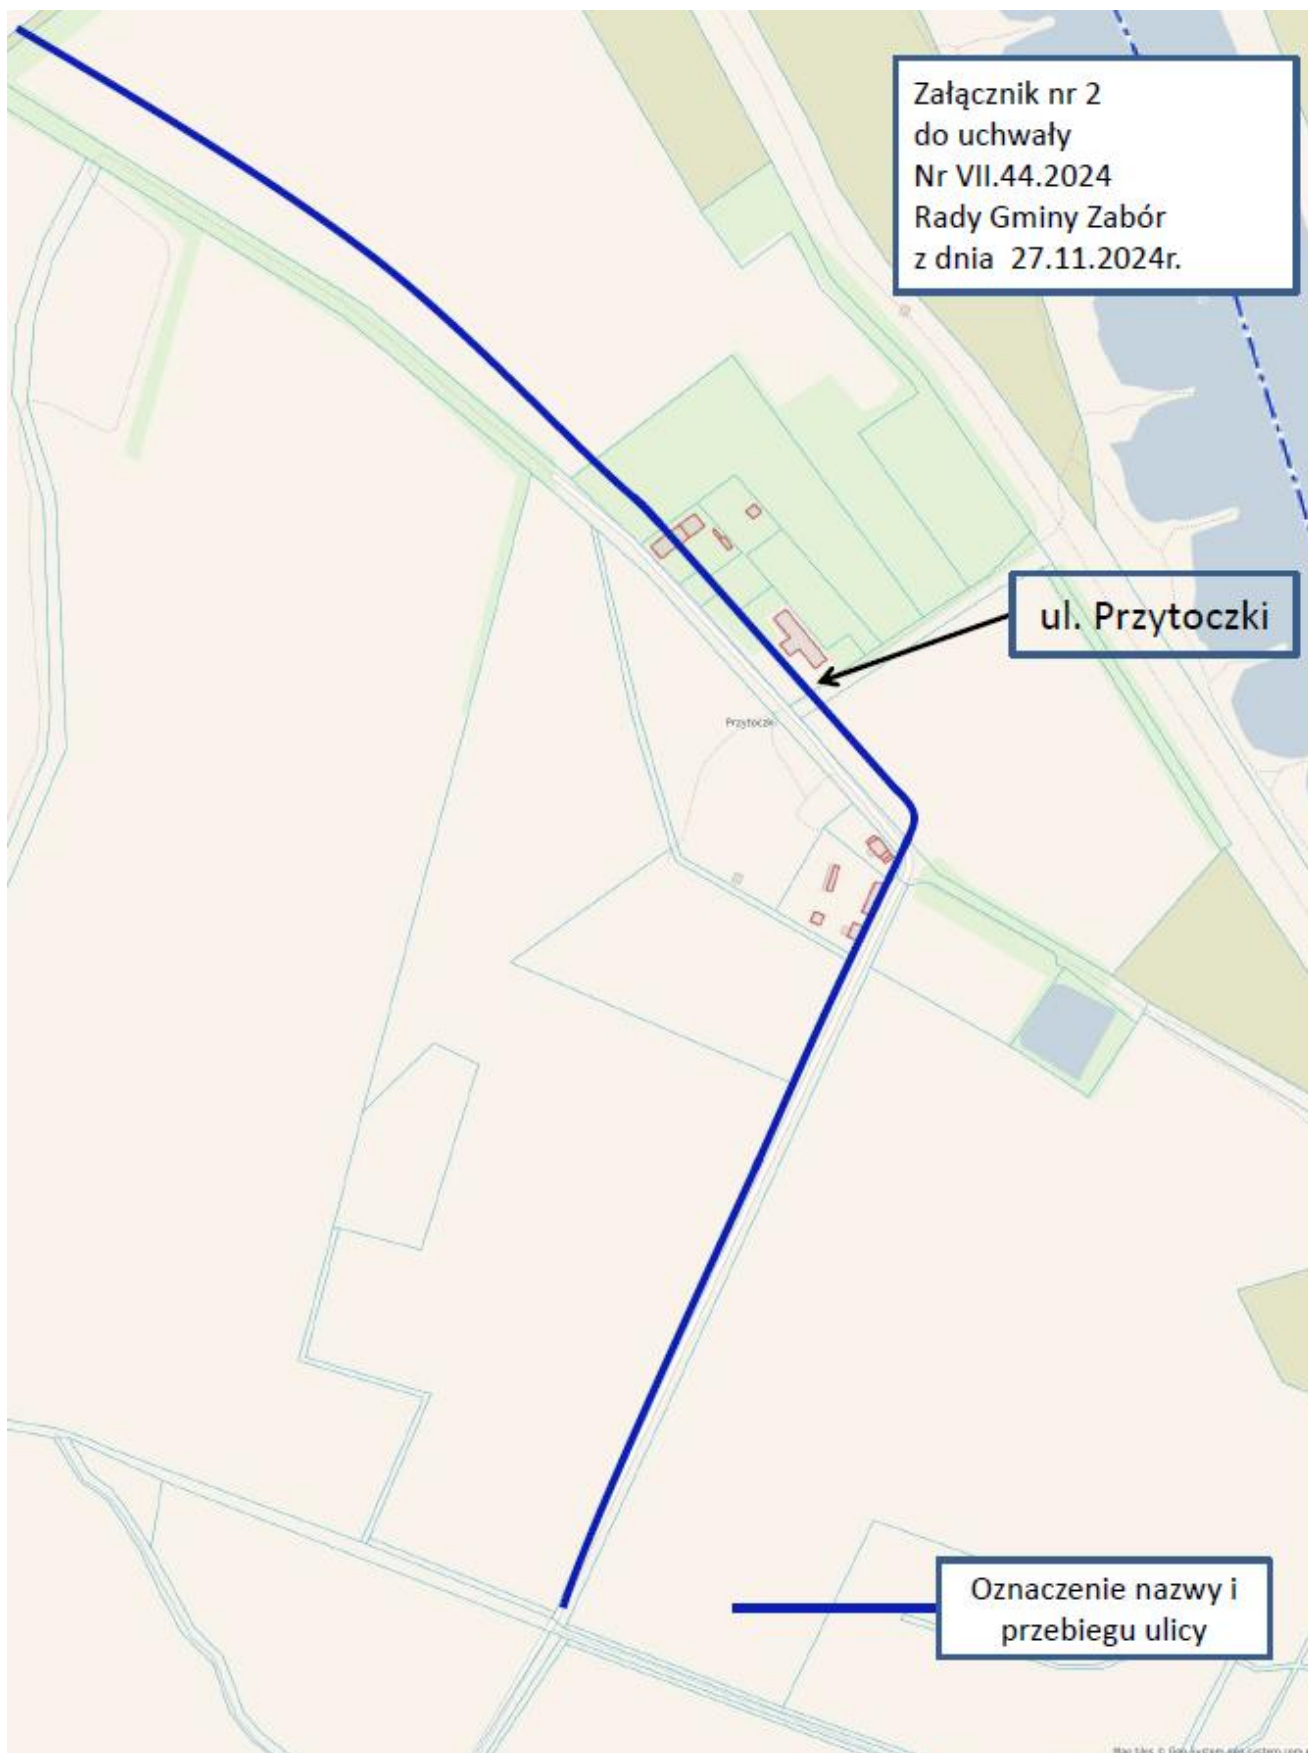 Załącznik nr 2
do uchwały
Nr VII.44.2024
Rady Gminy Zabór
z dnia 27.11.2024r.
ul. Przytoczki
Przytoczki
Oznaczenie nazwy i
przebiegu ulicy